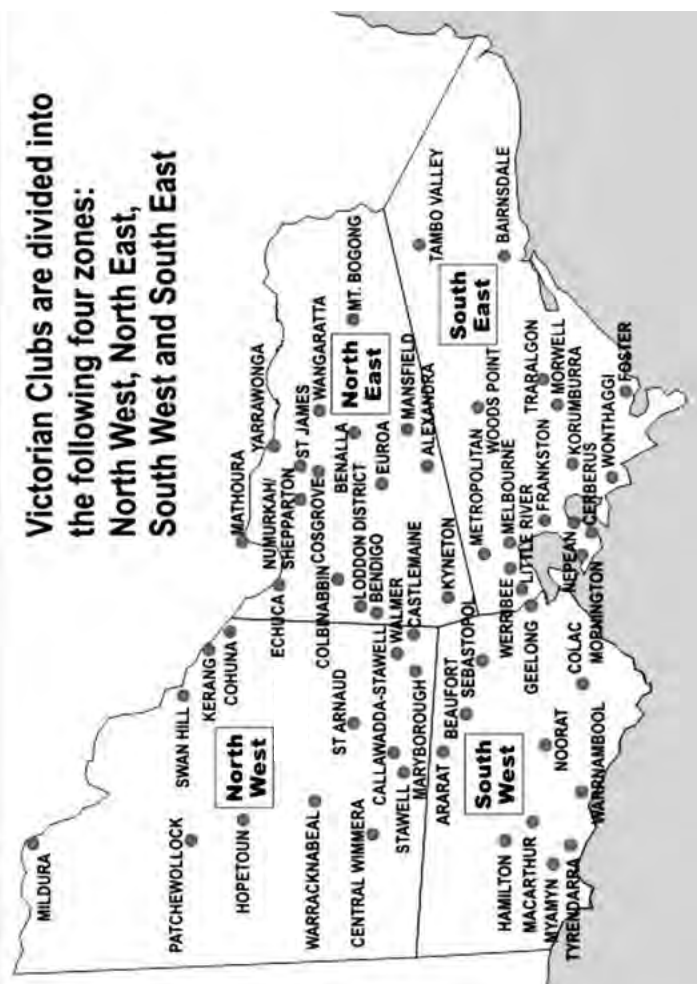 Victorian Clubs are divided into
the following four zones:
North West, North East,
South West and South East
MILDURA
PATCHEWOLLOCK
SWAN HILL
HOPETOUN
North
West
KERANG
COHUNA
WARRACKNABEAL
ST ARNAUD
CENTRAL WIMMERA
CALLAWADDA-STAWELL
STAWELL
WALMER
MARYBOROUGH
CASTLEMAINE
MATHOURA
ECHUCA
NUMURKAH/
SHEPPARTON
YARRAWONGA
ST JAMES
COLBINABBIN
COSGROVE
WANGARATTA
LODDON DISTRICT
BENALLA
BENDIGO
EUROA
North
East
MT. BOGONG
MANSFIELD
ALEXANDRA
KYNETON
ARARAT
BEAUFORT
SEBASTOPOL
South
West
HAMILTON
MACARTHUR
MYAMYN
TYRENDARRA
NOORAT
WARRNAMBOOL
COLAC
GEELONG
WERRIBEE
LITTLE RIVER
METROPOLITAN
MELBOURNE
WOODS POINT
South
East
TAMBO VALLEY
BAIRNSDALE
FRANKSTON
TRARALGON
MORWELL
NEPEAN
KORUMBURRA
MORNINGTON
CERBERUS
WONTHAGGI
FOSTER